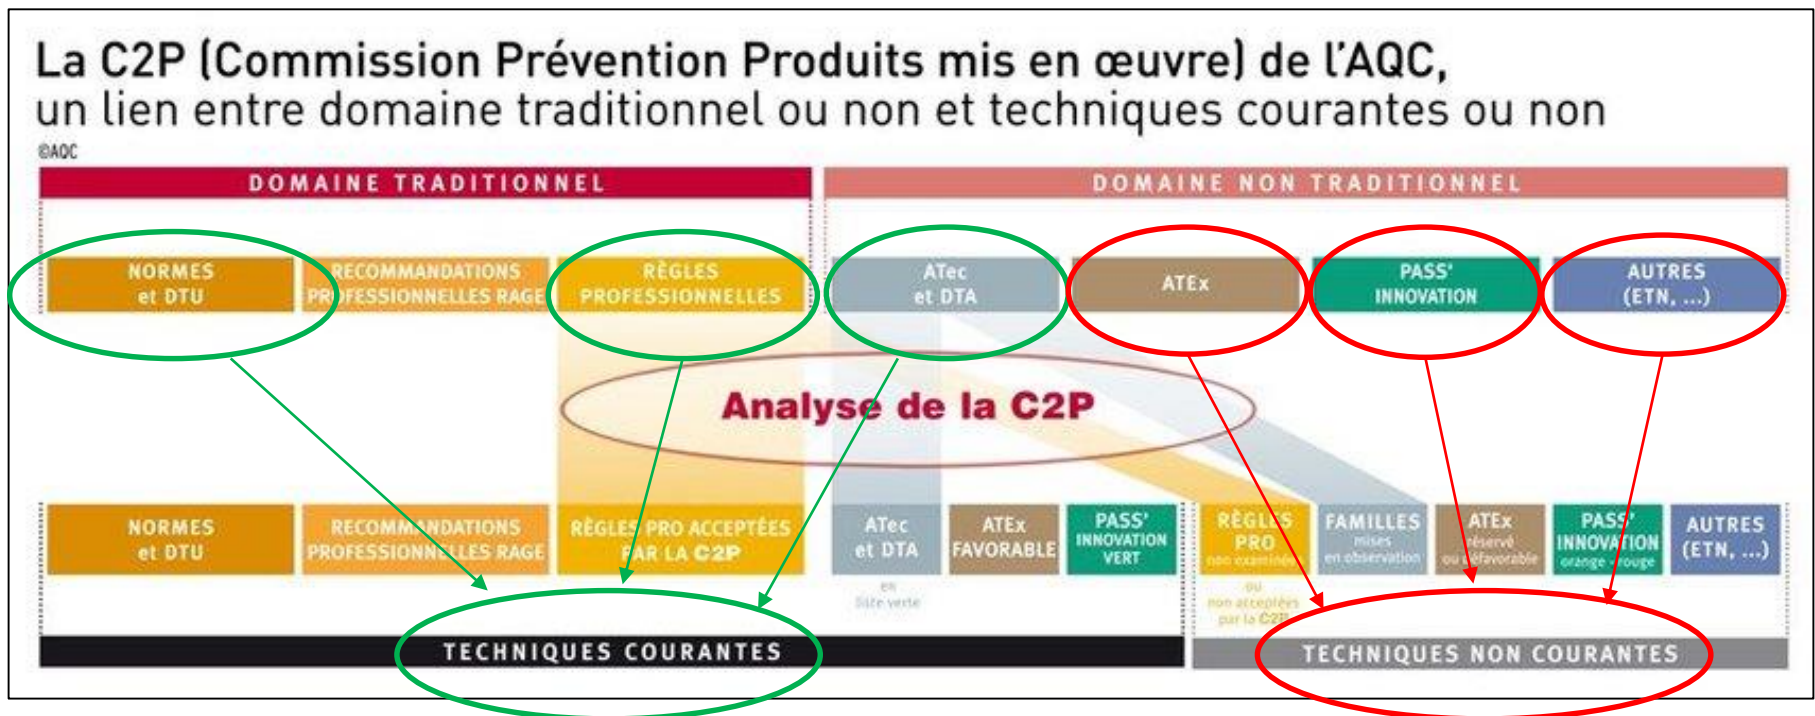 La C2P (Commission Prévention Produits mis en œuvre) de l'AQC,
un lien entre domaine traditionnel ou non et techniques courantes ou non
©AQC
DOMAINE TRADITIONNEL
DOMAINE NON TRADITIONNEL
NORMES
et DTU
RECOMMANDATIONS
PROFESSIONNELLES RAGE
RÈGLES
PROFESSIONNELLES
ATec
et DTA
ATEx
PASS'
INNOVATION
AUTRES
(ETN, ...)
Analyse de la C2P
NORMES
et DTU
RECOMMANDATIONS
PROFESSIONNELLES RAGE
RÈGLES PRO ACCEPTÉES
PAR LA C2P
ATec
et DTA
en
liste verte
ATEx
FAVORABLE
PASS'
INNOVATION
VERT
RÈGLES
PRO
non examinées
ou
non acceptées
par la C2P
FAMILLES
mises
en observation
ATEx
réservé
ou défavorable
PASS'
INNOVATION
orange - rouge
AUTRES
(ETN, ...)
TECHNIQUES COURANTES
TECHNIQUES NON COURANTES